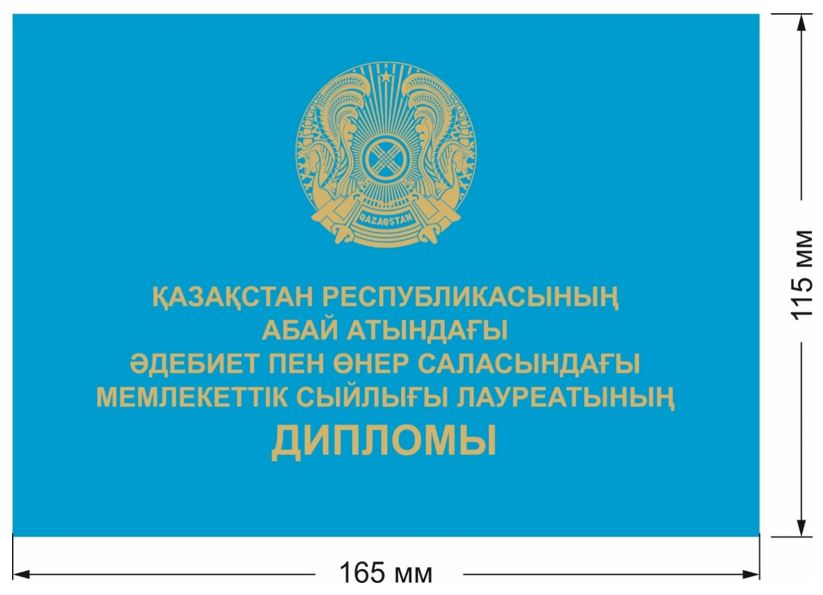 QAZAQSTAN
ҚАЗАҚСТАН РЕСПУБЛИКАСЫНЫҢ
АБАЙ АТЫНДАҒЫ
ӘДЕБИЕТ ПЕН ӨНЕР САЛАСЫНДАҒЫ
МЕМЛЕКЕТТІК СЫЙЛЫҒЫ ЛАУРЕАТЫНЫҢ
ДИПЛОМЫ
115 мм
165 мм